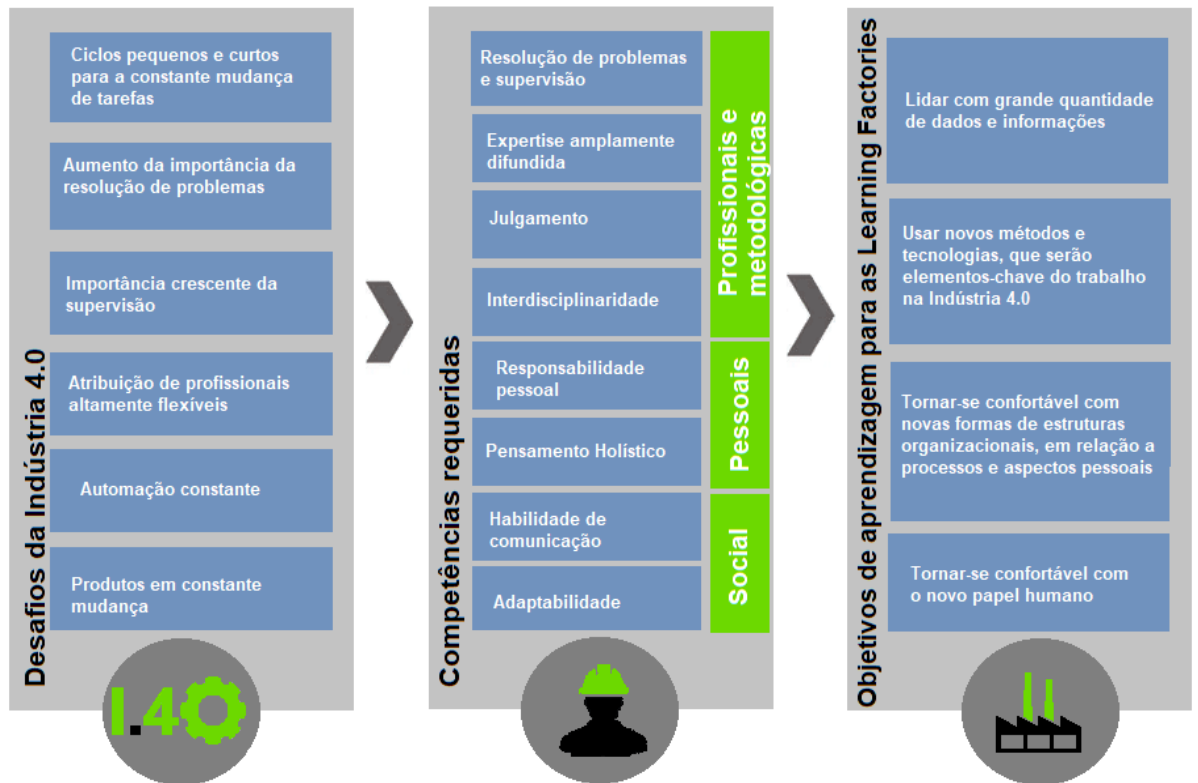 Desafios da Indústria 4.0
Ciclos pequenos e curtos
para a constante mudança
de tarefas
Aumento da importância da
resolução de problemas
Importância crescente da
supervisão
Atribuição de profissionais
altamente flexíveis
Automação constante
Produtos em constante
mudança
I.4
Competências requeridas
Resolução de problemas
e supervisão
Expertise amplamente
difundida
Julgamento
Interdisciplinaridade
Profissionais e
metodológicas
Responsabilidade
pessoal
Pensamento Holístico
Pessoais
Habilidade de
comunicação
Adaptabilidade
Social
Objetivos de aprendizagem para as Learning Factories
Lidar com grande quantidade
de dados e informações
Usar novos métodos e
tecnologias, que serão
elementos-chave do trabalho
na Indústria 4.0
Tornar-se confortável com
novas formas de estruturas
organizacionais, em relação a
processos e aspectos pessoais
Tornar-se confortável com
o novo papel humano